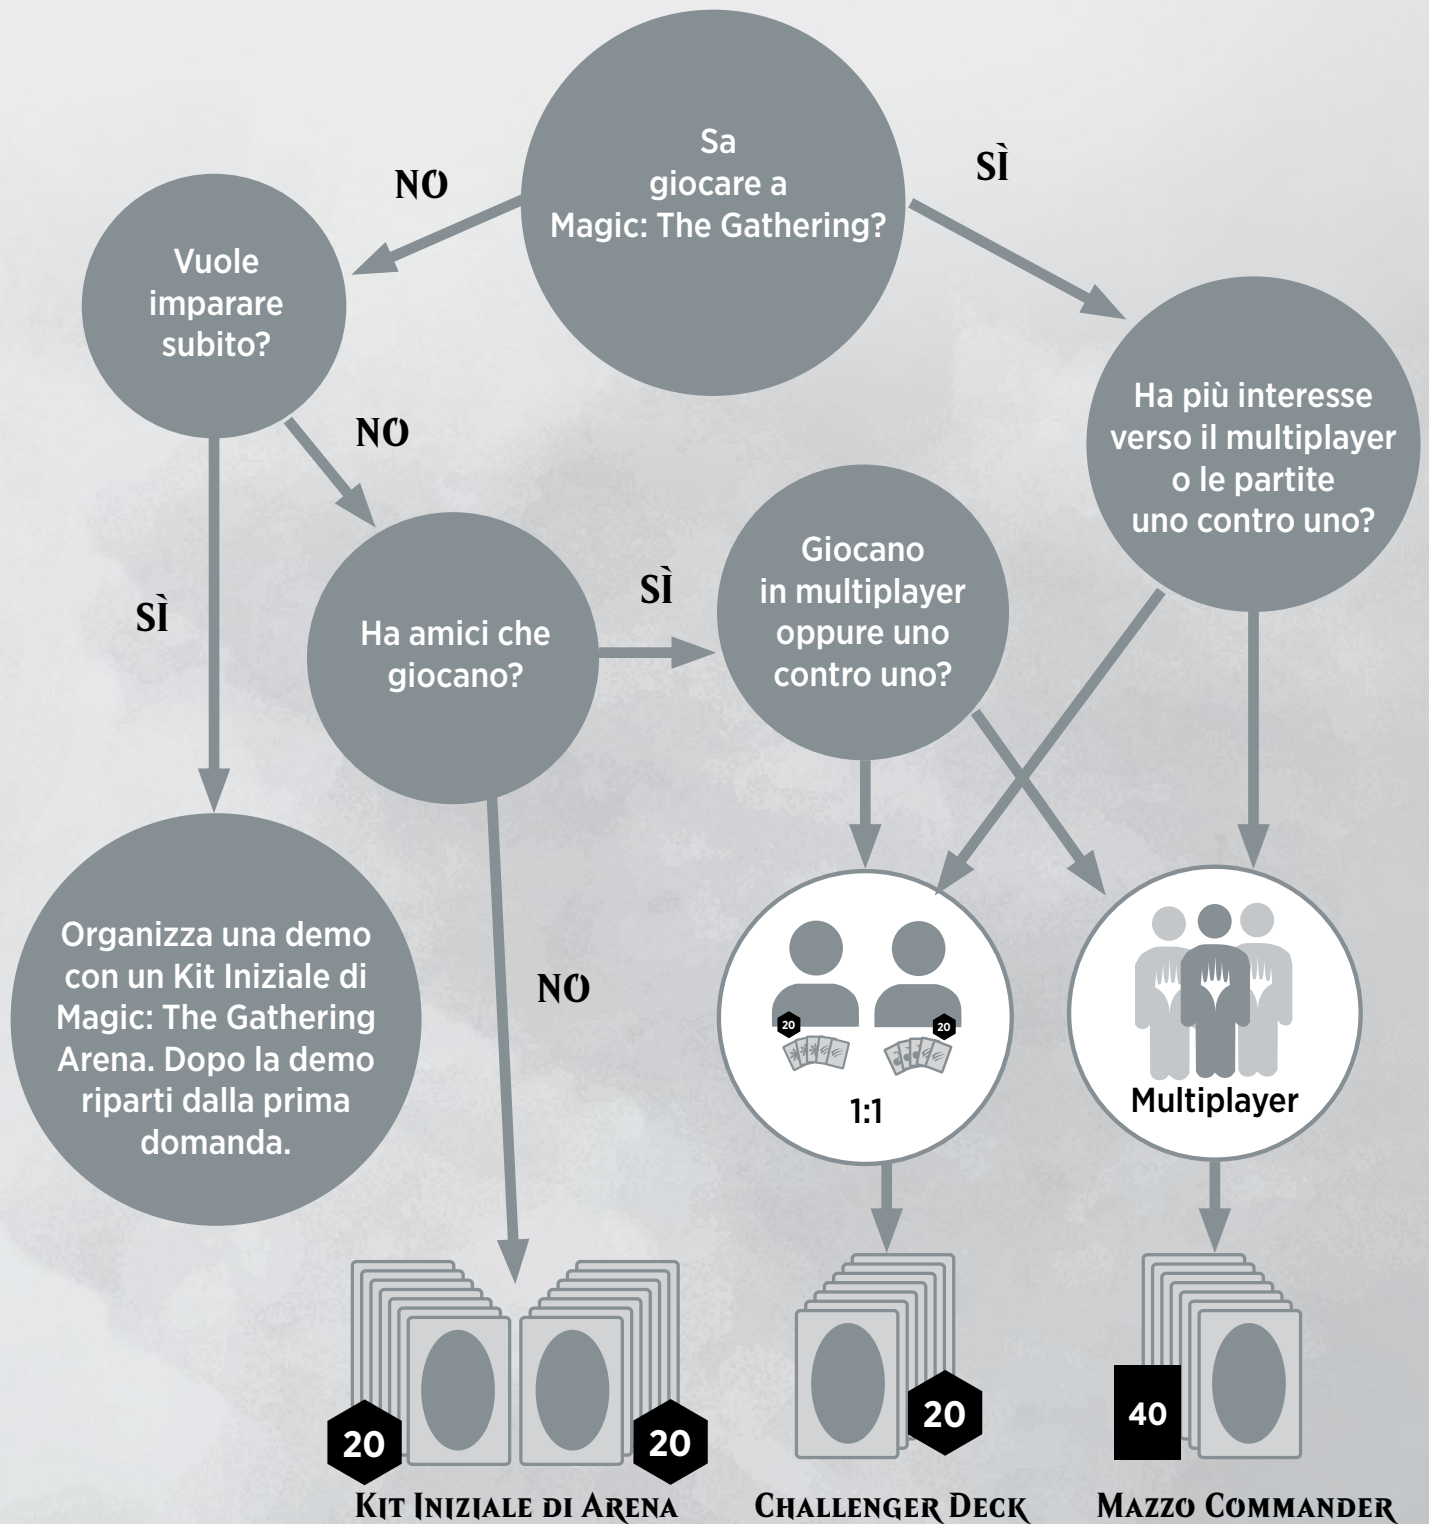 Sa
giocare a
Magic: The Gathering?
NO
SÌ
Vuole
imparare
subito?
Ha più interesse
verso il multiplayer
o le partite
uno contro uno?
NO
SÌ
Ha amici che
giocano?
SÌ
Giocano
in multiplayer
oppure uno
contro uno?
Organizza una demo
con un Kit Iniziale di
Magic: The Gathering
Arena. Dopo la demo
riparti dalla prima
domanda.
NO
20
20
1:1
Multiplayer
20
20
Kit Iniziale di Arena
20
Challenger Deck
40
Mazzo Commander